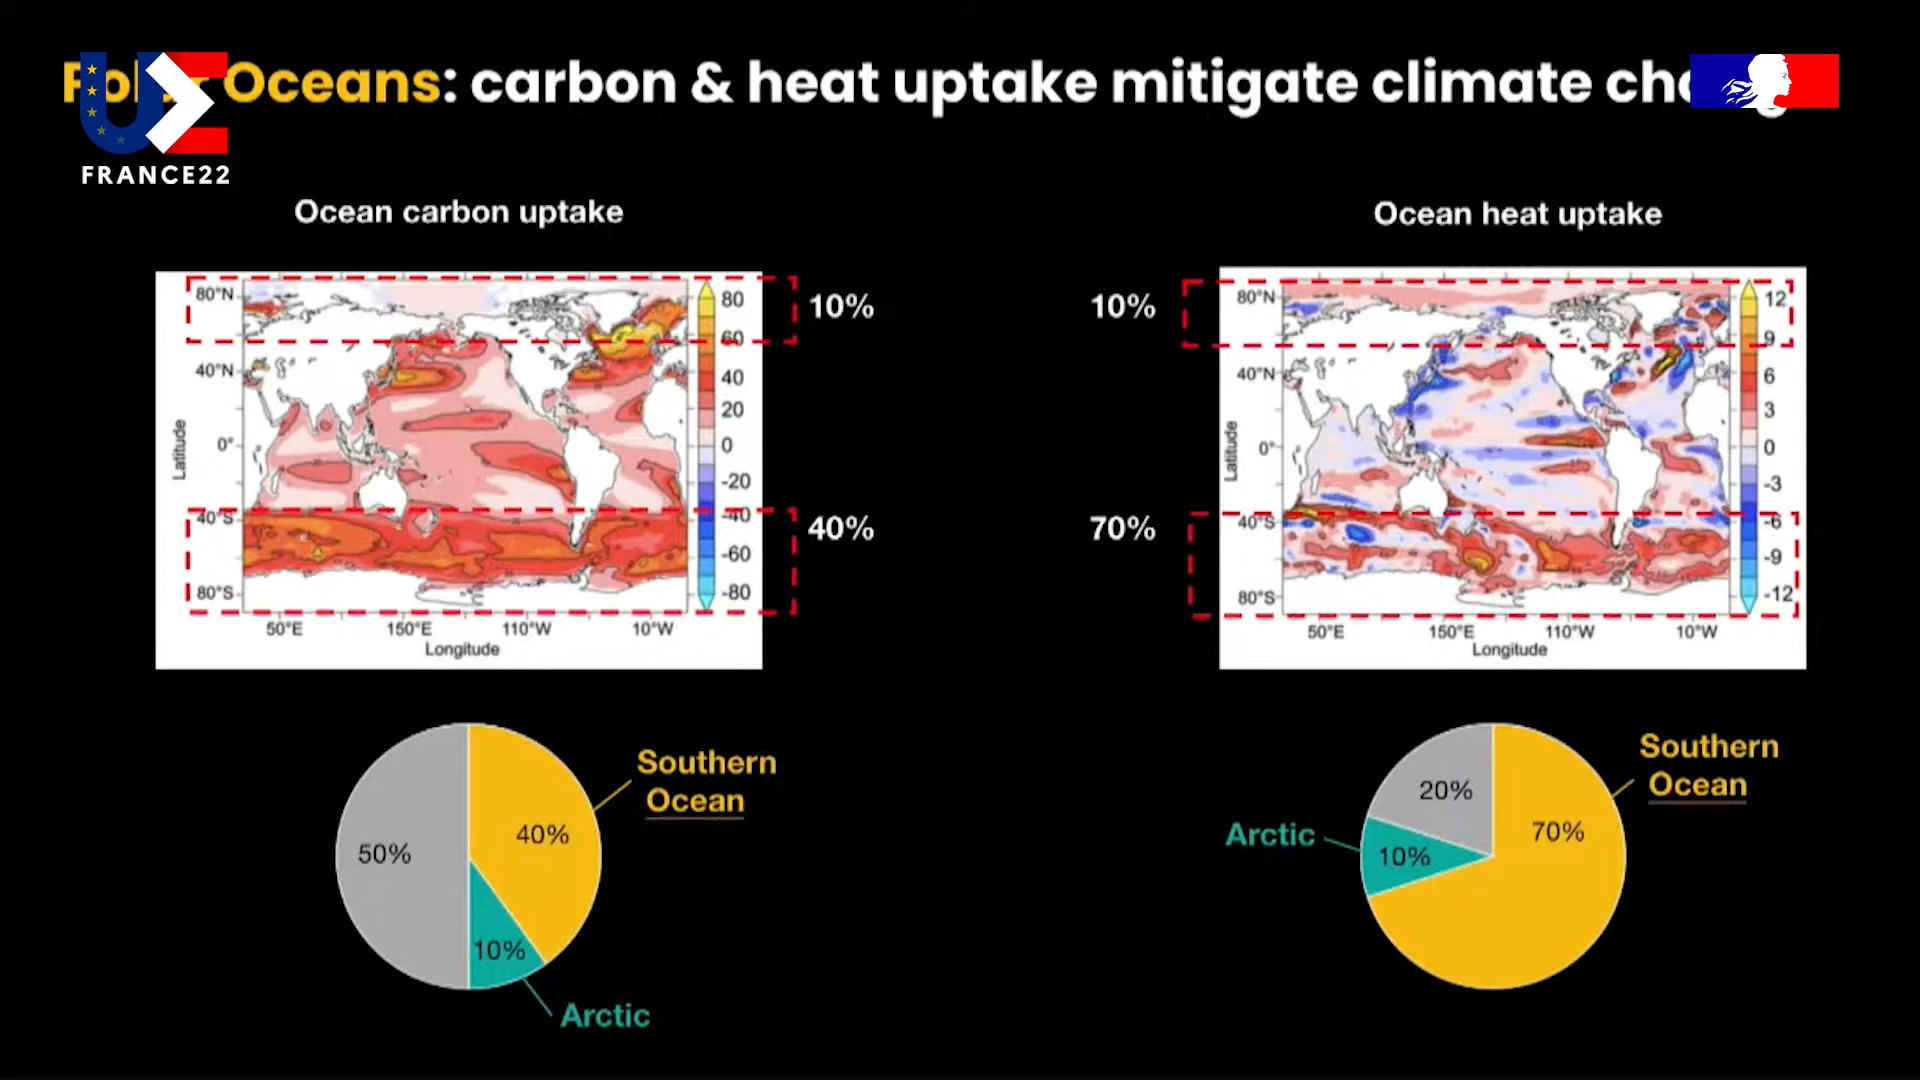 Polar Oceans: carbon & heat uptake mitigate climate chang
FRANCE22
Ocean carbon uptake
80°N
40°N
0°
40°S
80°S
Latitude
50°E 150°E 110°W 10°W
Longitude
80
60
40
20
0
-20
-40
-60
-80
10%
40%
Ocean heat uptake
10%
70%
80°N
40°N
0°
40°S
80°S
Latitude
50°E 150°E 110°W 10°W
Longitude
12
9
6
3
0
-3
-6
-9
-12
50%
40%
10%
Southern
Ocean
Arctic
20%
70%
10%
Southern
Ocean
Arctic